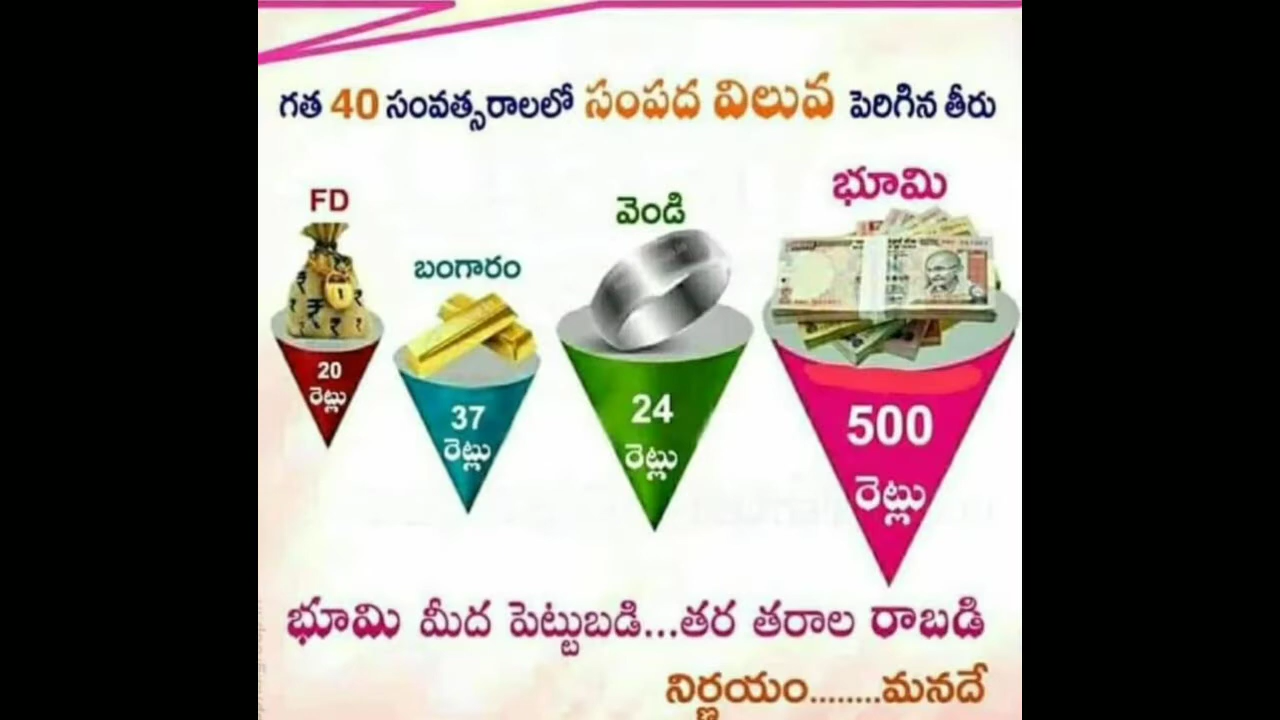 గత 40 సంవత్సరాలలో సంపద విలువ పెరిగిన తీరు
FD
20
రెట్లు
బంగారం
37
రెట్లు
వెండి
24
రెట్లు
భూమి
500
రెట్లు
భూమి మీద పెట్టుబడి...తర తరాల రాబడి
నిర్ణయం........మనదే